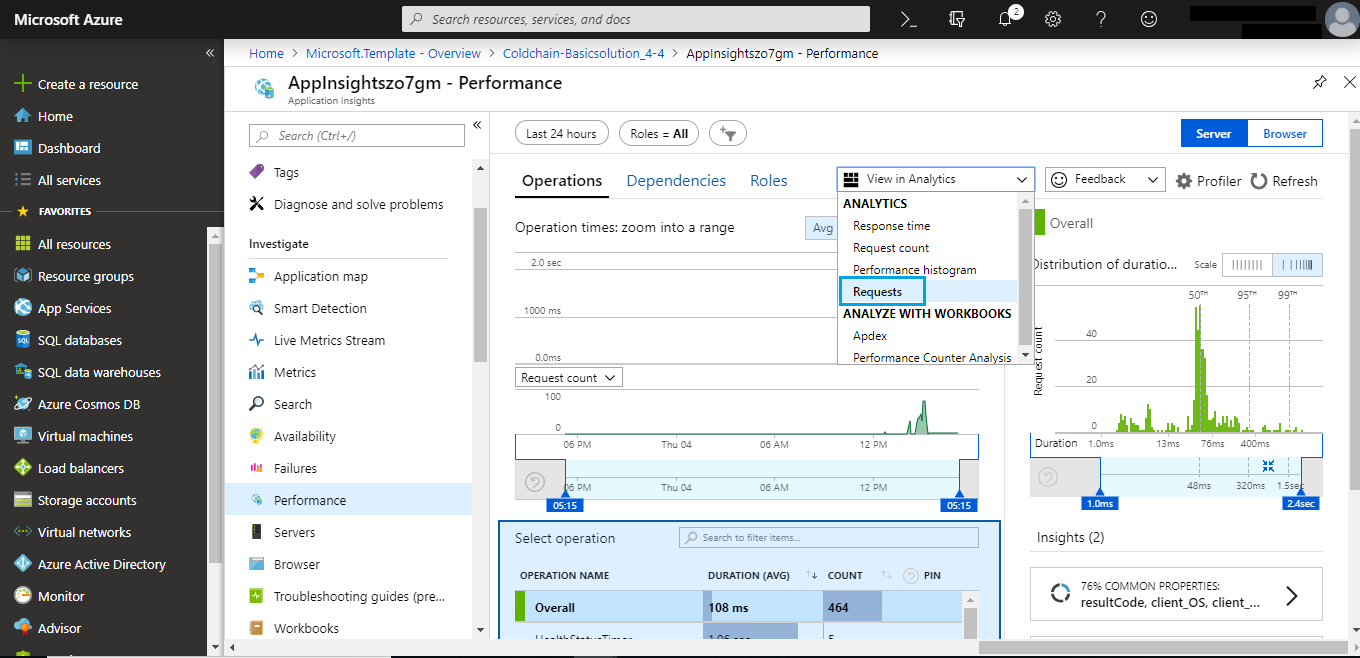 Microsoft Azure
Search resources, services, and docs
2
Home > Microsoft.Template - Overview > Coldchain-Basicsolution_4-4 > AppInsightszo7gm - Performance
AppInsightszo7gm - Performance
Application Insights
Create a resource
Home
Dashboard
All services
FAVORITES
All resources
Resource groups
App Services
SQL databases
SQL data warehouses
Azure Cosmos DB
Virtual machines
Load balancers
Storage accounts
Virtual networks
Azure Active Directory
Monitor
Advisor
Search (Ctrl+/)
Tags
Diagnose and solve problems
Investigate
Application map
Smart Detection
Live Metrics Stream
Metrics
Search
Availability
Failures
Performance
Servers
Browser
Troubleshooting guides (pre...
Workbooks
Last 24 hours
Roles = All
Server
Browser
Operations
Dependencies
Roles
View in Analytics
Feedback
Profiler
Refresh
ANALYTICS
Response time
Request count
Performance histogram
Requests
ANALYZE WITH WORKBOOKS
Apdex
Performance Counter Analysis
Operation times: zoom into a range
Avg
2.0 sec
1000 ms
0.0ms
Request count
100
0
06 PM Thu 04 06 AM 12 PM
06 PM Thu 04 06 AM 12 PM
05:15 05:15
Select operation
Search to filter items...
OPERATION NAME DURATION (AVG) COUNT PIN
Overall 108 ms 464
HealthStatusTimer 1.06 sec 5
Overall
Distribution of duratio... Scale
50TH 95TH 99TH
Request count
40
20
0
Duration 1.0ms 13ms 76ms 400ms
48ms 320ms 1.5sec
1.0ms 2.4sec
Insights (2)
76% COMMON PROPERTIES:
resultCode, client_OS, client_...